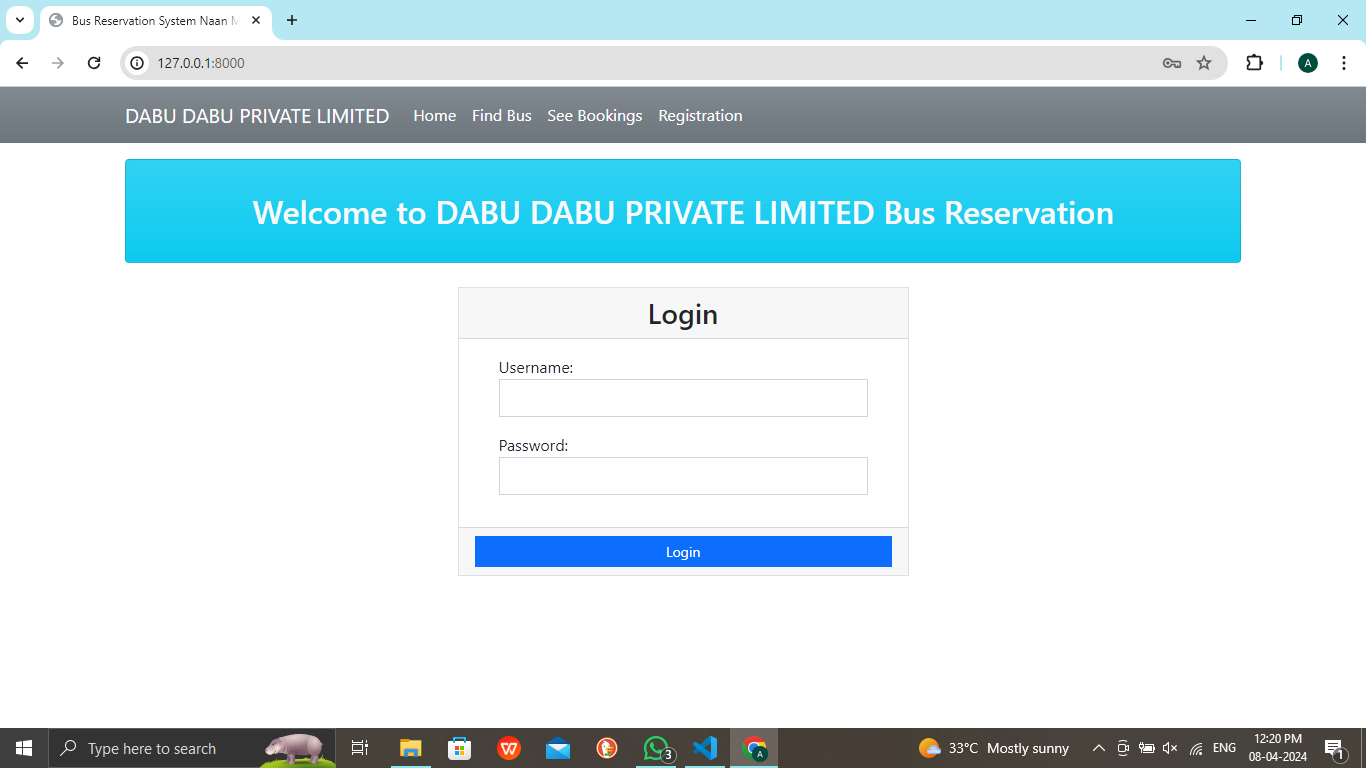 Bus Reservation System Naan M
127.0.0.1:8000
A
DABU DABU PRIVATE LIMITED Home Find Bus See Bookings Registration
Welcome to DABU DABU PRIVATE LIMITED Bus Reservation
Login
Username:
Password:
Login
Type here to search
W
3
A
33°C Mostly sunny
ENG
12:20 PM
08-04-2024
1